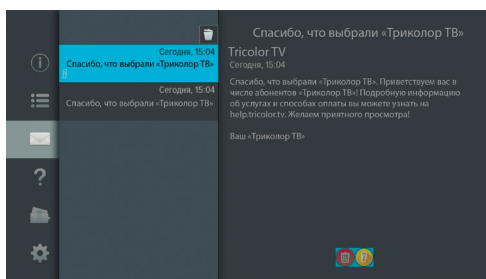 Спасибо, что выбрали «Триколор ТВ»
Сегодня, 15:04
Спасибо, что выбрали «Триколор ТВ»
Сегодня, 15:04
Спасибо, что выбрали «Триколор ТВ»
Tricolor TV
Сегодня, 15:04
Спасибо, что выбрали «Триколор ТВ». Приветствуем вас в
числе абонентов «Триколор ТВ»! Подробную информацию
об услугах и способах оплаты вы можете узнать на
help.tricolor.tv. Желаем приятного просмотра!
Ваш «Триколор ТВ»